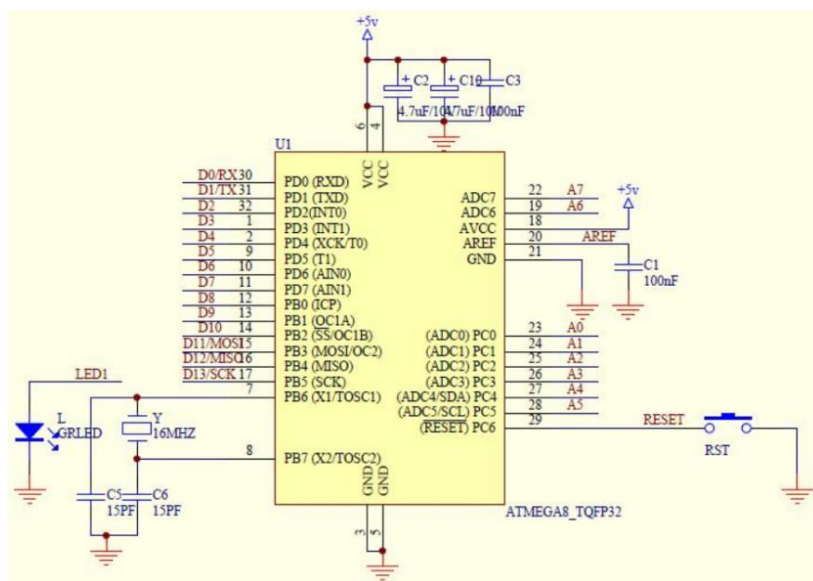 +5v
C2
C10
C3
4.7uF/10V
4.7uF/10V
100nF
6
4
U1
VCC
VCC
D0/RX 30 PD0 (RXD)
D1/TX 31 PD1 (TXD)
D2 32 PD2(INT0)
D3 1 PD3 (INT1)
D4 2 PD4 (XCK/T0)
D5 9 PD5 (T1)
D6 10 PD6 (AIN0)
D7 11 PD7 (AIN1)
D8 12 PB0 (ICP)
D9 13 PB1 (OC1A)
D10 14 PB2 (SS/OC1B)
D11/MOSI 15 PB3 (MOSI/OC2)
D12/MISO 16 PB4 (MISO)
D13/SCK 17 PB5 (SCK)
7 PB6 (X1/TOSC1)
8 PB7 (X2/TOSC2)
ADC7 22 A7
ADC6 19 A6
AVCC 18
+5v
AREF 20 AREF
GND 21
C1
100nF
(ADC0) PC0 23 A0
(ADC1) PC1 24 A1
(ADC2) PC2 25 A2
(ADC3) PC3 26 A3
(ADC4/SDA) PC4 27 A4
(ADC5/SCL) PC5 28 A5
(RESET) PC6 29 RESET
RST
LED1
L
GRLED
Y
16MHZ
C5
15PF
C6
15PF
GND
GND
3
5
ATMEGA8_TQFP32